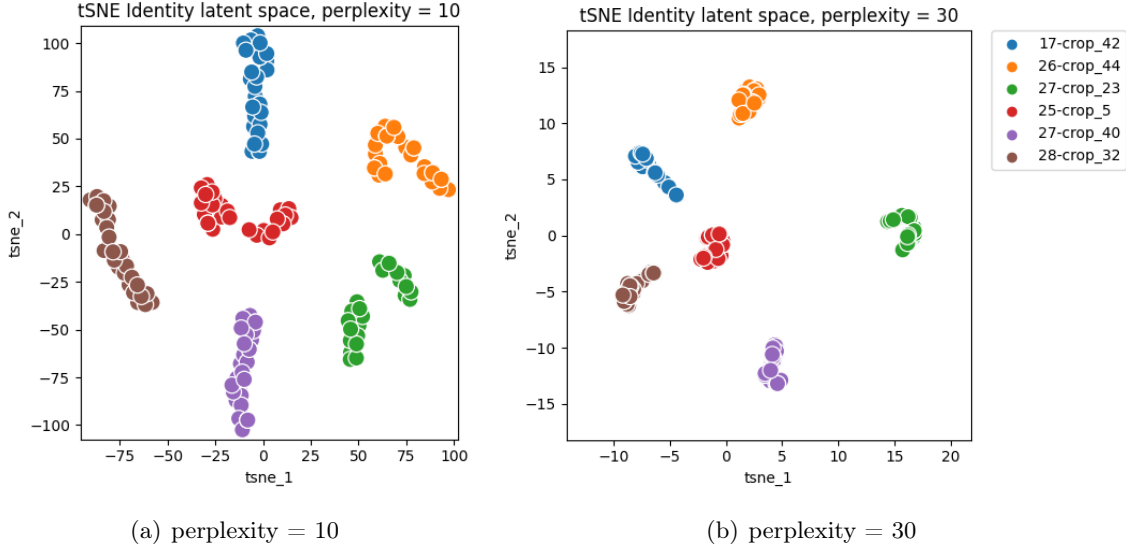 tSNE Identity latent space, perplexity = 10
100
75
50
25
0
−25
−50
−75
−100
tsne_2
−75 −50 −25 0 25 50 75 100
tsne_1
(a) perplexity = 10
tSNE Identity latent space, perplexity = 30
15
10
5
0
−5
−10
−15
tsne_2
−10 −5 0 5 10 15 20
tsne_1
(b) perplexity = 30
17-crop_42
26-crop_44
27-crop_23
25-crop_5
27-crop_40
28-crop_32